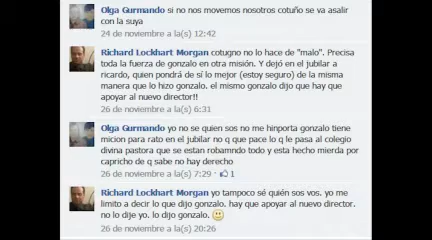 Olga Gurmando si no nos movemos nosotros cotuño se va asalir
con la suya
24 de noviembre a la(s) 12:42
Richard Lockhart Morgan cotugno no lo hace de "malo". Precisa
toda la fuerza de gonzalo en otra misión. Y dejó en el jubilar a
ricardo, quien pondrá de sí lo mejor (estoy seguro) de la misma
manera que lo hizo gonzalo. el mismo gonzalo dijo que hay que
apoyar al nuevo director!!
26 de noviembre a la(s) 6:31
Olga Gurmando yo no se quien sos no me hinporta gonzalo tiene
micion para rato en el jubilar no q que pace lo q le pasa al colegio
divina pastora que se estan robamndo todo y esta hecho mierda por
capricho de q sabe no hay derecho
26 de noviembre a la(s) 7:29 · 1
Richard Lockhart Morgan yo tampoco sé quién sos vos. yo me
limito a decir lo que dijo gonzalo. hay que apoyar al nuevo director.
no lo dije yo. lo dijo gonzalo.
26 de noviembre a la(s) 20:26